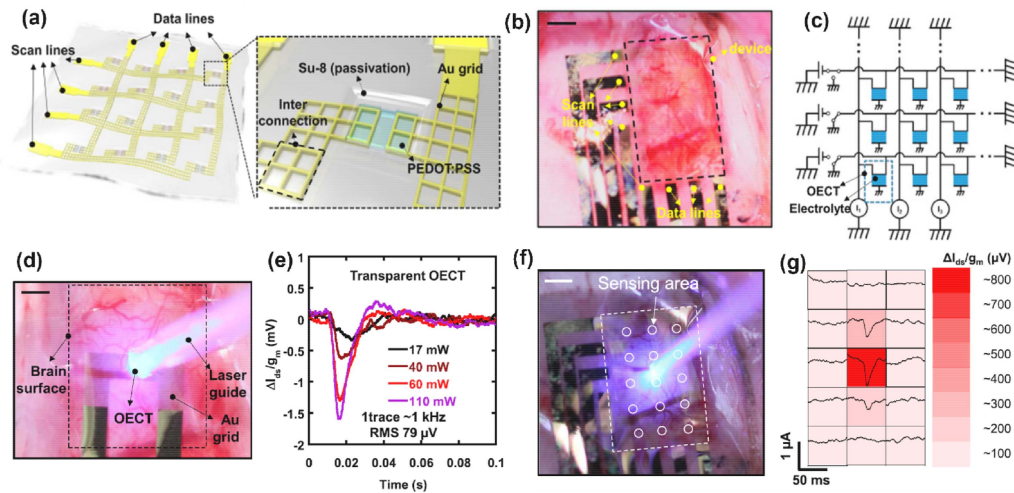 (a)
Data lines
Scan lines
Su-8 (passivation)
Au grid
Inter
connection
PEDOT:PSS
(b)
device
Scan
lines
Data lines
(c)
OECT
Electrolyte
I₁
I₂
I₃
(d)
Brain
surface
OECT
Laser
guide
Au
grid
(e)
Transparent OECT
ΔIds/gm (mV)
0.5
0
-0.5
-1
-1.5
-2
17 mW
40 mW
60 mW
110 mW
1trace ~1 kHz
RMS 79 µV
0 0.02 0.04 0.06 0.08 0.1
Time (s)
(f)
Sensing area
(g)
ΔIds/gm (µV)
~800
~700
~600
~500
~400
~300
~200
~100
1 µA
50 ms